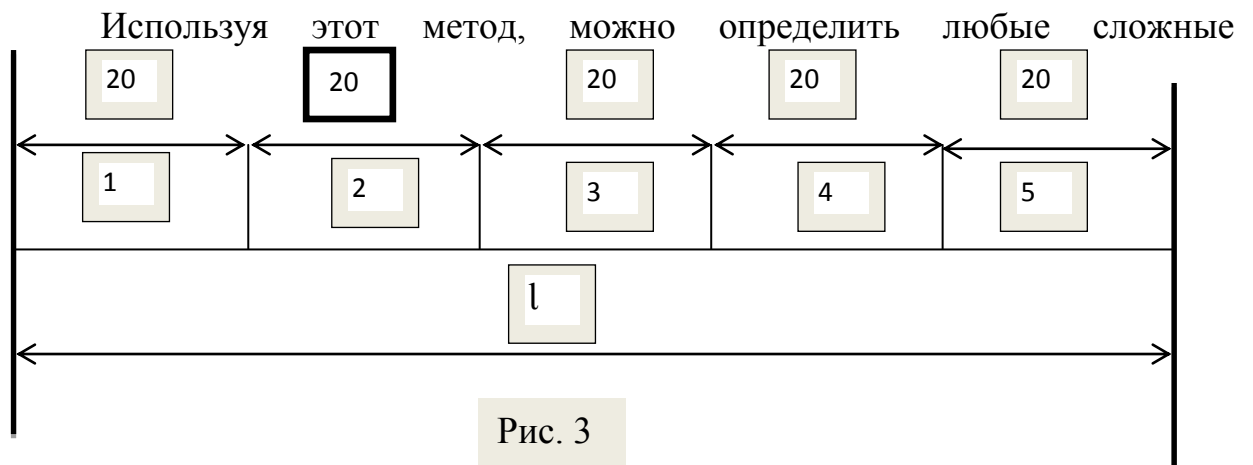 Используя этот метод, можно определить любые сложные
20 20 20 20 20
1 2 3 4 5
l
Рис. 3